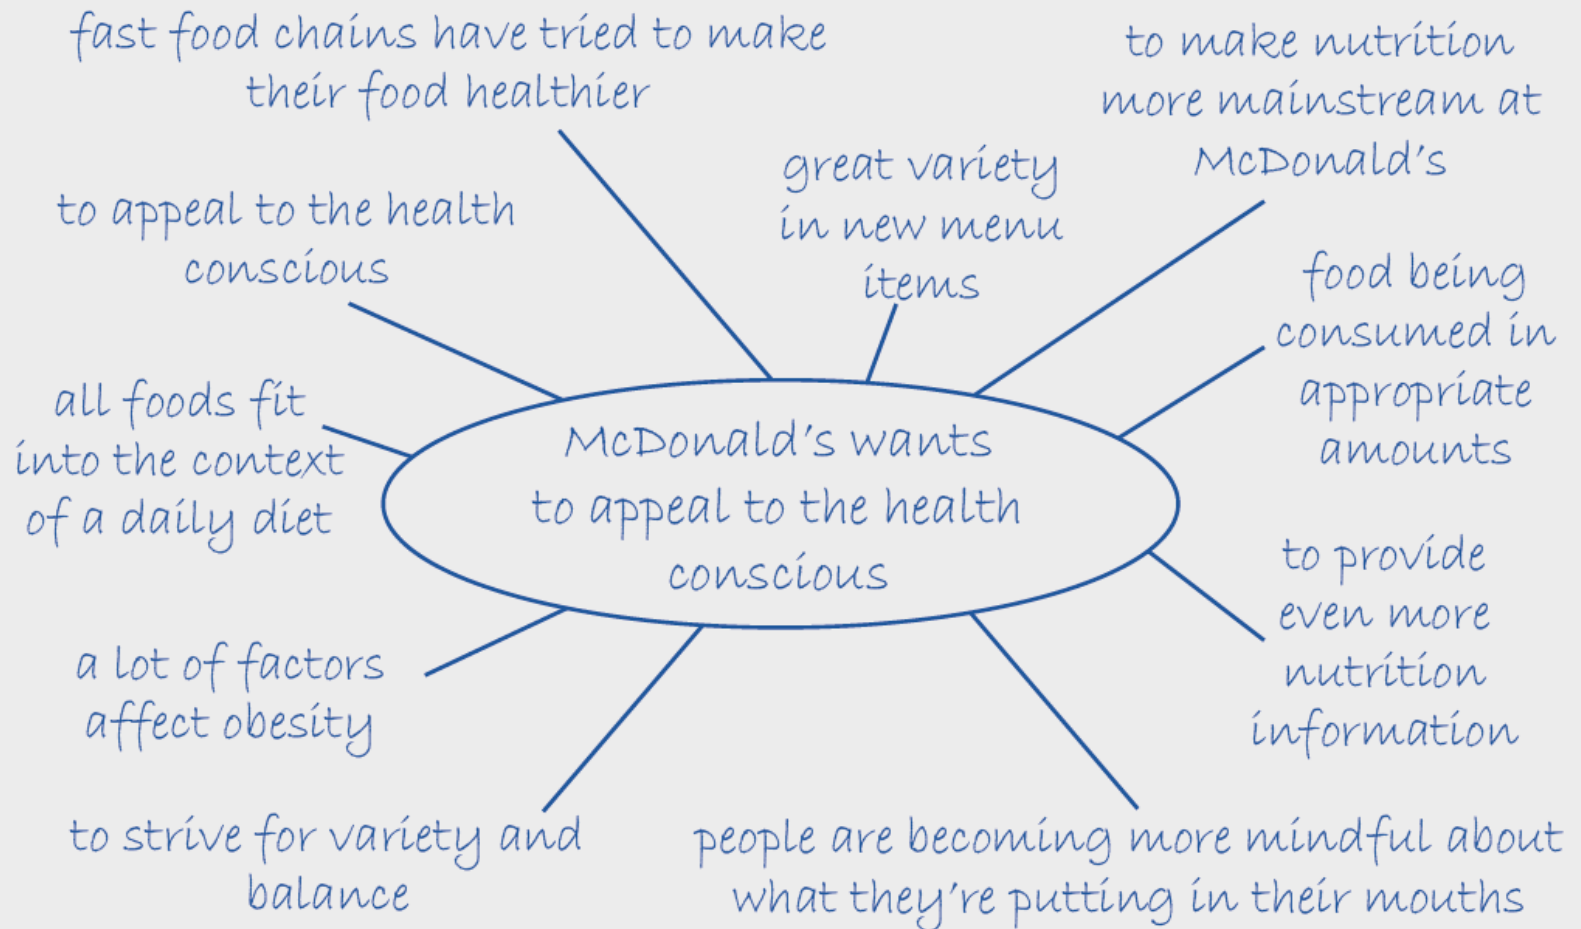 fast food chains have tried to make
their food healthier
to make nutrition
more mainstream at
McDonald's
great variety
in new menu
items
to appeal to the health
conscious
food being
consumed in
appropriate
amounts
all foods fit
into the context
of a daily diet
McDonald's wants
to appeal to the health
conscious
to provide
even more
nutrition
information
a lot of factors
affect obesity
to strive for variety and
balance
people are becoming more mindful about
what they're putting in their mouths